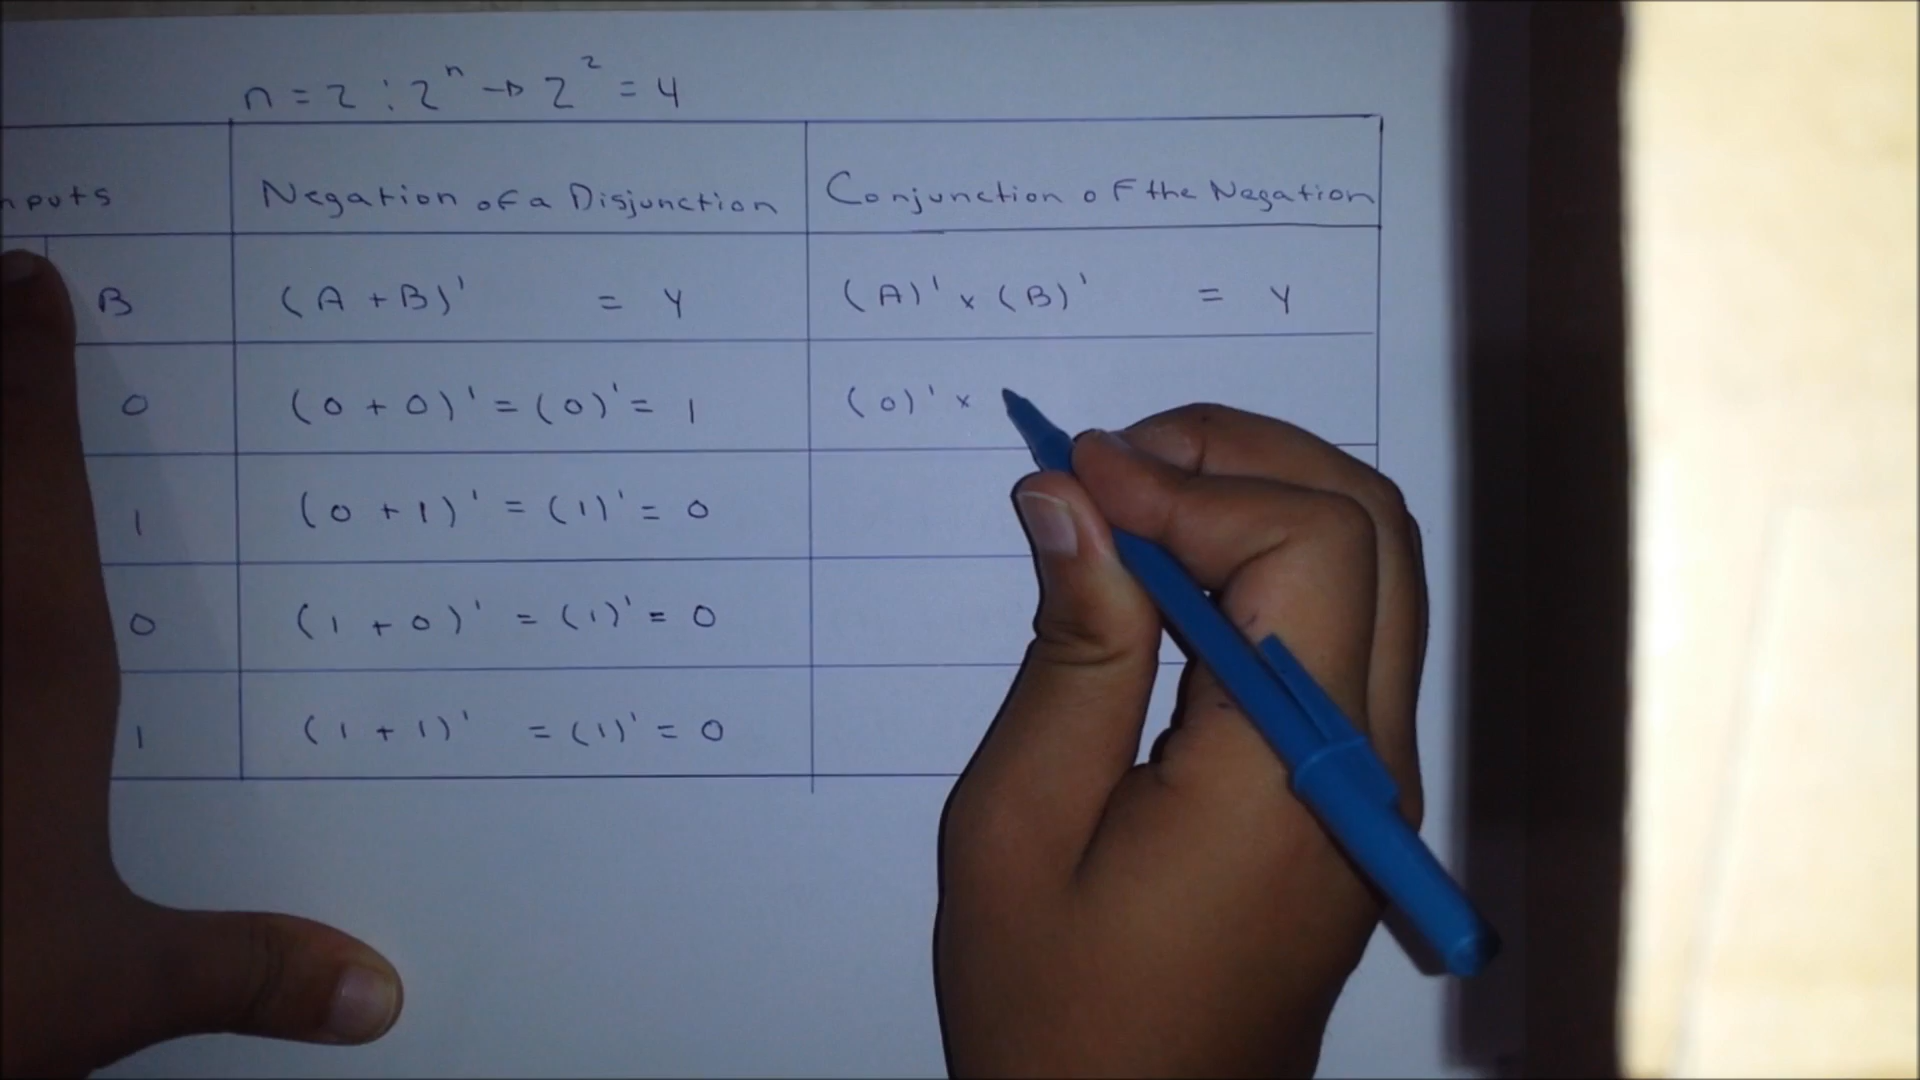 n = 2 : 2ⁿ → 2² = 4
nputs Negation of a Disjunction Conjunction of the Negation
B (A + B)' = Y (A)' x (B)' = Y
0 (0 + 0)' = (0)' = 1 (0)' x
1 (0 + 1)' = (1)' = 0
0 (1 + 0)' = (1)' = 0
1 (1 + 1)' = (1)' = 0